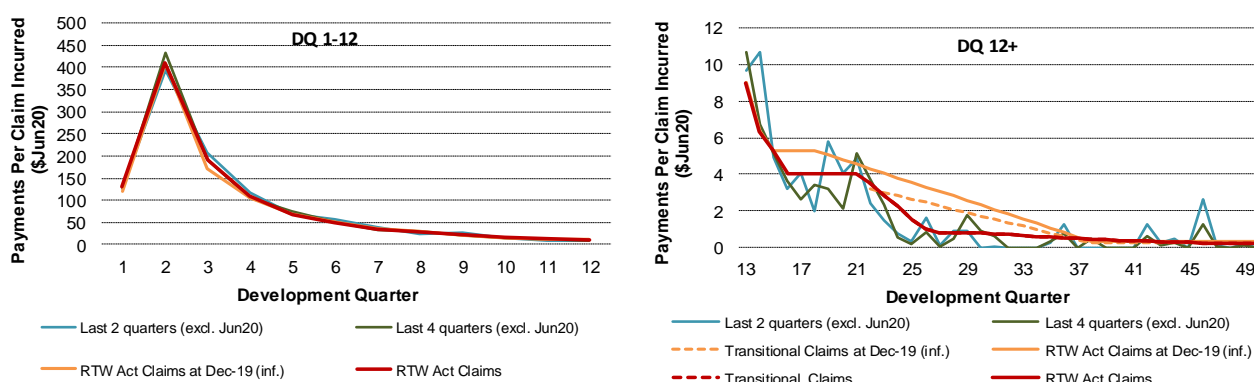 DQ 1-12
Payments Per Claim Incurred
($Jun20)
500
450
400
350
300
250
200
150
100
50
0
1 2 3 4 5 6 7 8 9 10 11 12
Development Quarter
Last 2 quarters (excl. Jun20)
Last 4 quarters (excl. Jun20)
RTW Act Claims at Dec-19 (inf.)
RTW Act Claims
DQ 12+
Payments Per Claim Incurred
($Jun20)
12
10
8
6
4
2
0
13 17 21 25 29 33 37 41 45 49
Development Quarter
Last 2 quarters (excl. Jun20)
Last 4 quarters (excl. Jun20)
Transitional Claims at Dec-19 (inf.)
RTW Act Claims at Dec-19 (inf.)
Transitional Claims
RTW Act Claims